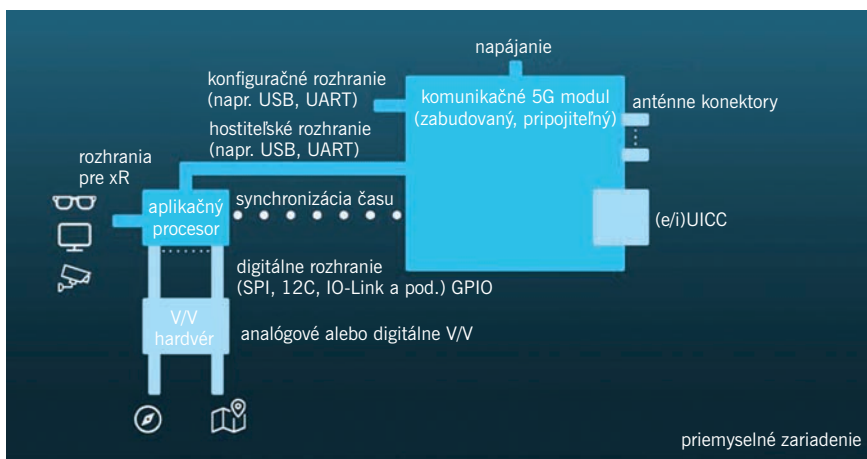 napájanie
konfiguračné rozhranie
(napr. USB, UART)
komunikačné 5G modul
(zabudovaný, pripojiteľný)
anténne konektory
hostiteľské rozhranie
(napr. USB, UART)
rozhrania
pre xR
aplikačný
procesor
synchronizácia času
(e/i)UICC
digitálne rozhranie
(SPI, 12C, IO-Link a pod.) GPIO
V/V
hardvér
analógové alebo digitálne V/V
priemyselné zariadenie